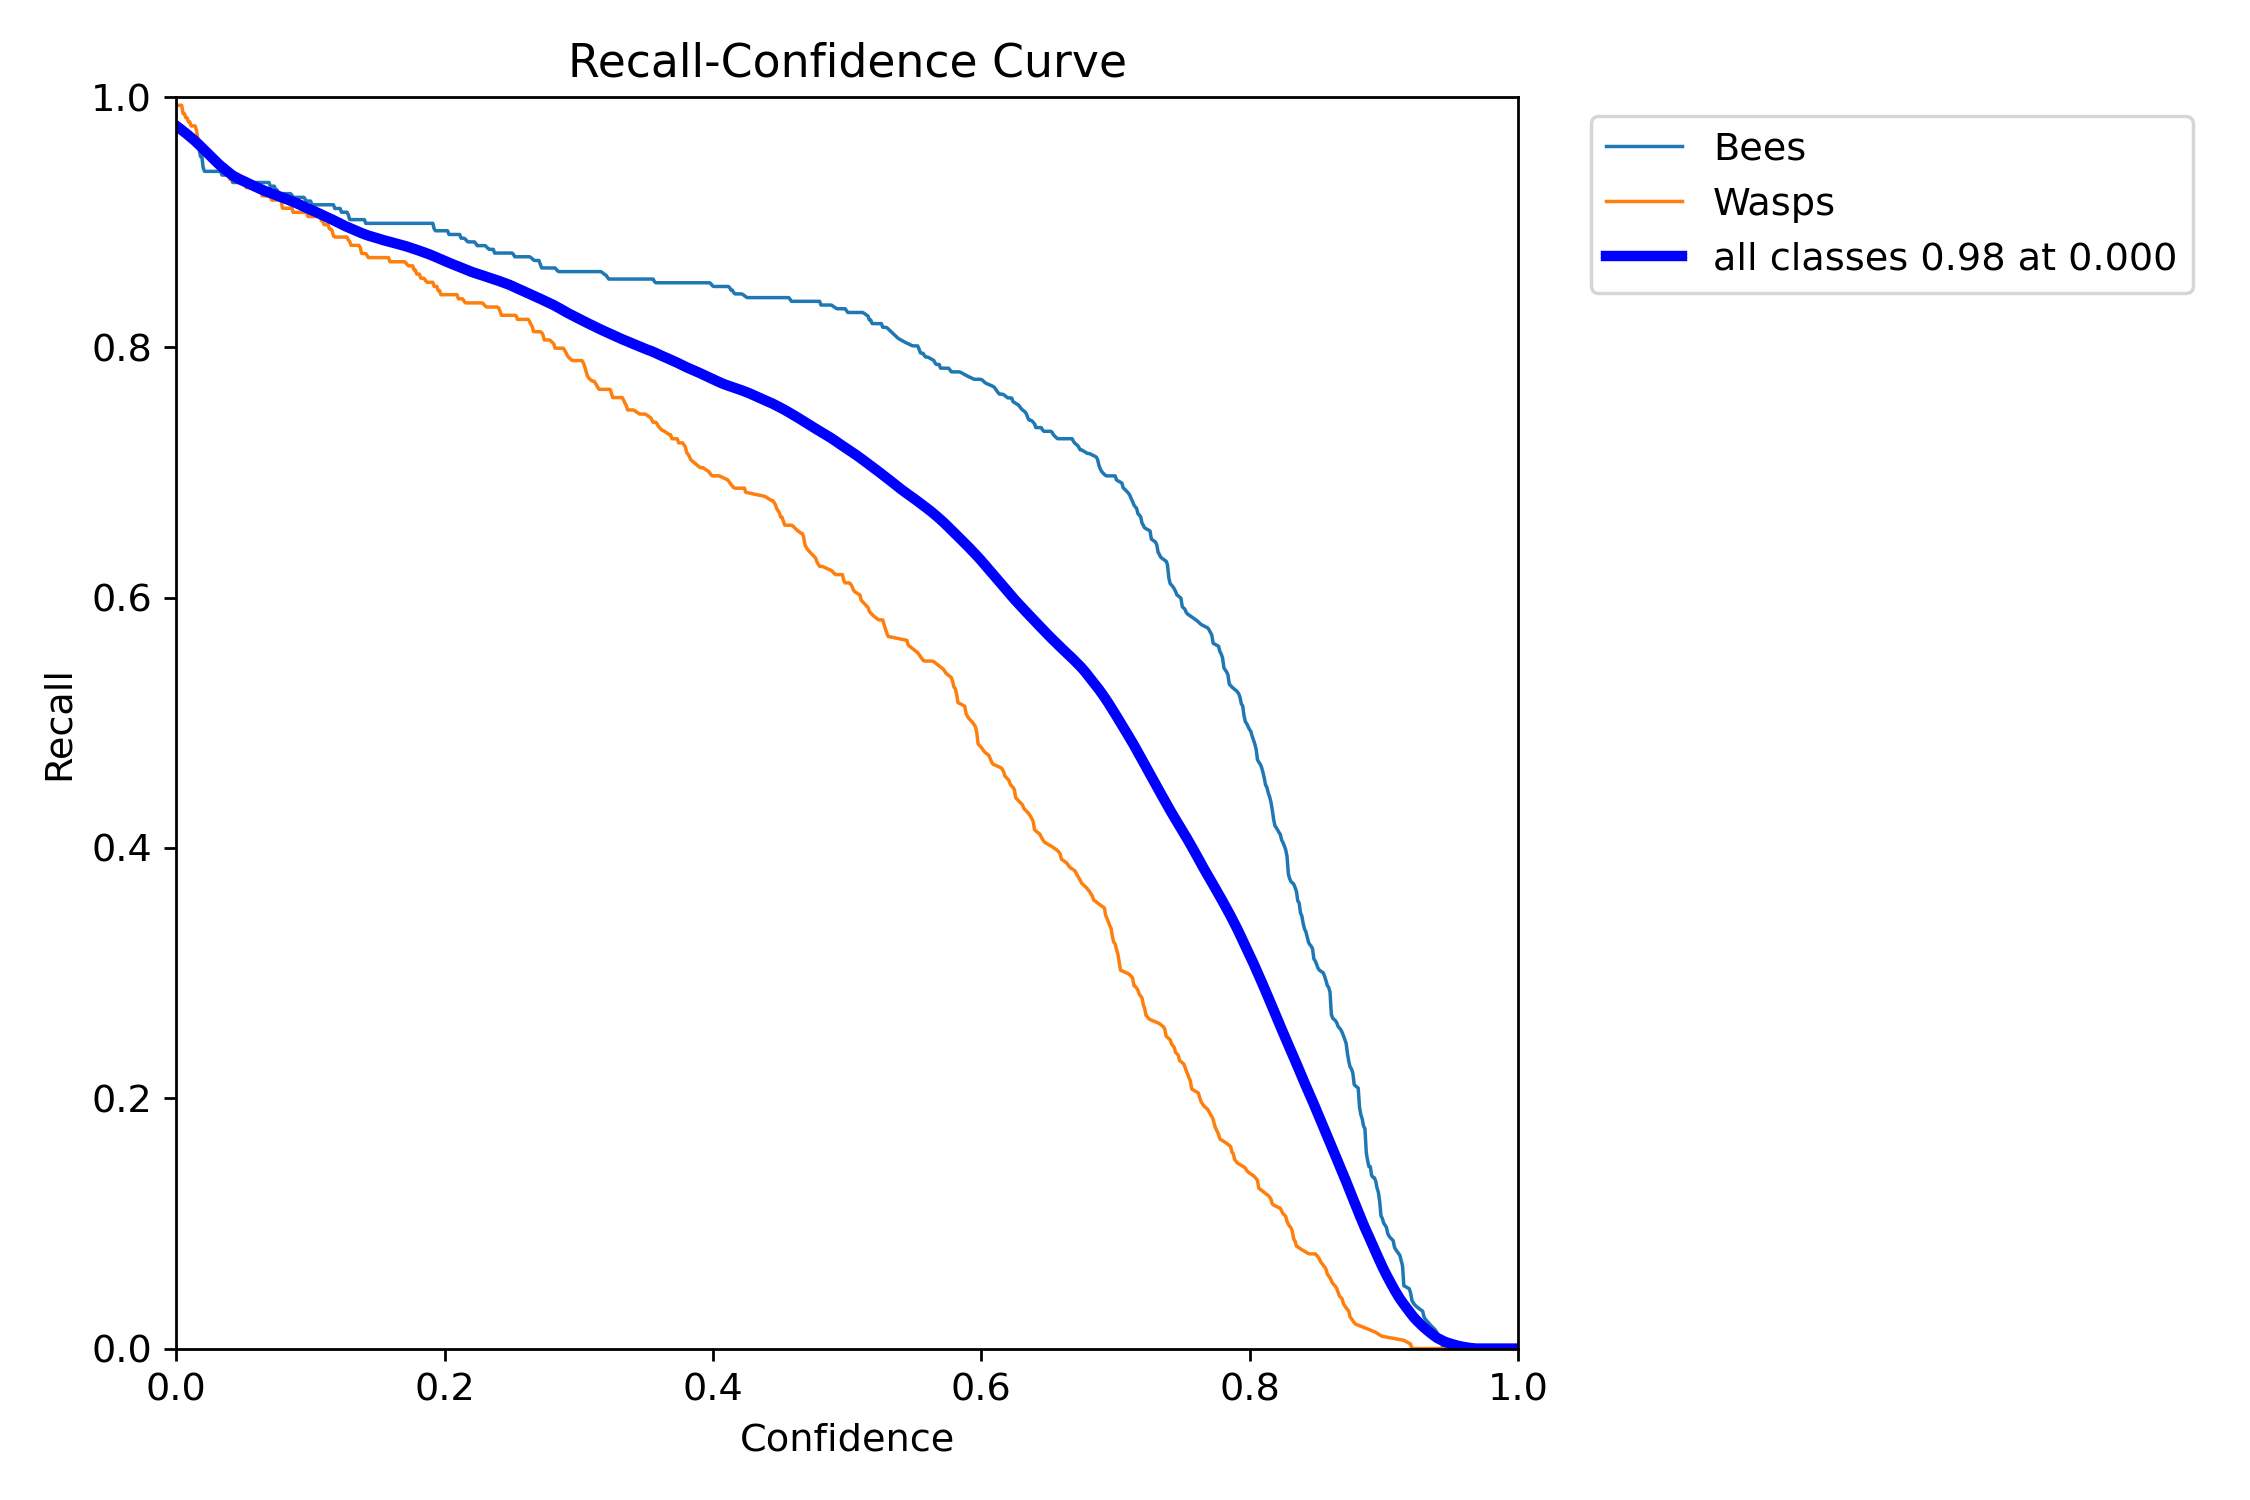 Recall-Confidence Curve
Bees
Wasps
all classes 0.98 at 0.000
1.0
0.8
0.6
0.4
0.2
0.0
Recall
0.0 0.2 0.4 0.6 0.8 1.0
Confidence